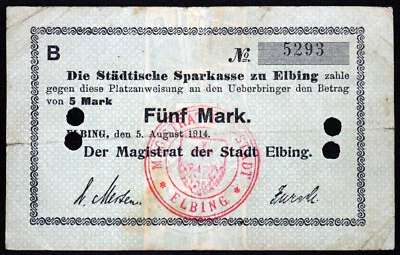 B
№ 5293
Die Städtische Sparkasse zu Elbing zahle
gegen diese Platzanweisung an den Ueberbringer den Betrag
von 5 Mark
Fünf Mark.
ELBING, den 5. August 1914.
Der Magistrat der Stadt Elbing.
ELBING